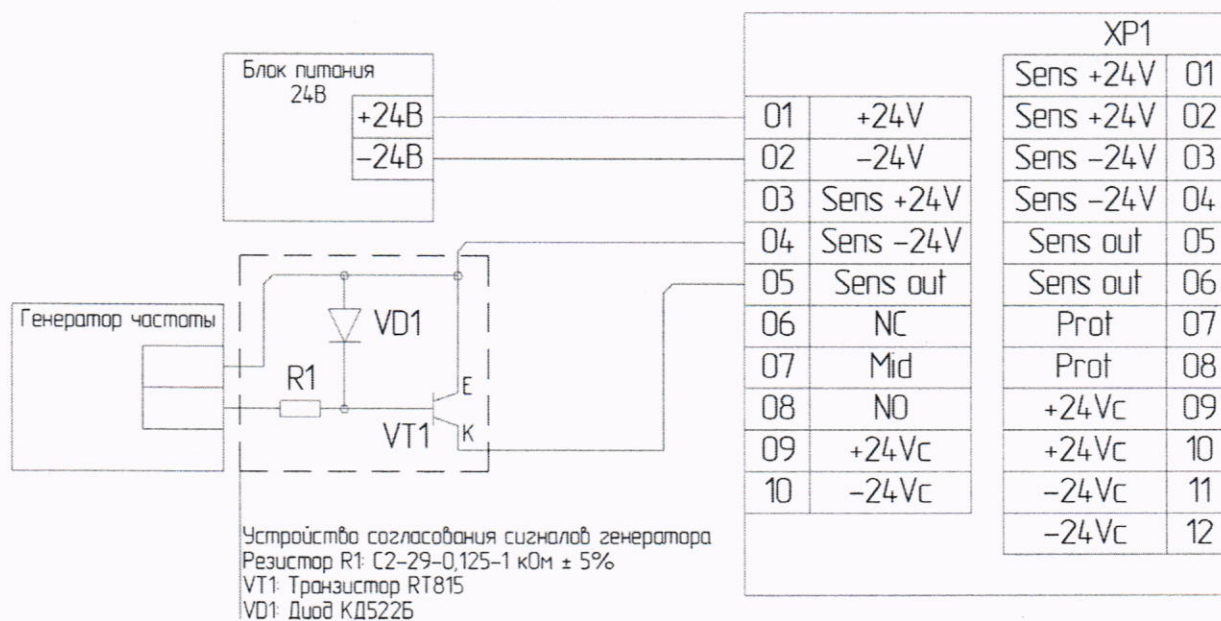 Блок питания
24В
+24В
-24В
Генератор частоты
R1
VD1
VT1
E
K
Устройство согласования сигналов генератора
Резистор R1: С2-29-0,125-1 кОм ± 5%
VT1: Транзистор RT815
VD1: Диод КД522Б
01 +24V
02 -24V
03 Sens +24V
04 Sens -24V
05 Sens out
06 NC
07 Mid
08 NO
09 +24Vc
10 -24Vc
XP1
Sens +24V 01
Sens +24V 02
Sens -24V 03
Sens -24V 04
Sens out 05
Sens out 06
Prot 07
Prot 08
+24Vc 09
+24Vc 10
-24Vc 11
-24Vc 12